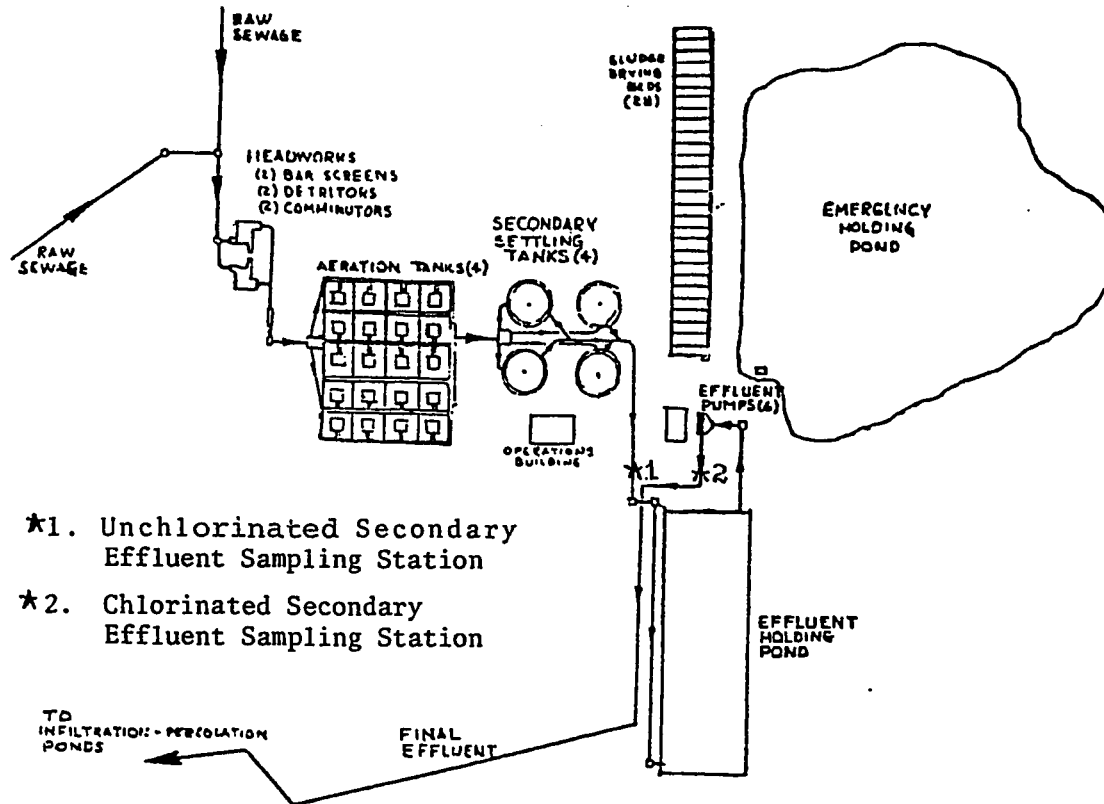 RAW
SEWAGE
HEADWORKS
(2) BAR SCREENS
(2) DETRITORS
(2) COMMINUTORS
RAW
SEWAGE
AERATION TANKS(4)
SECONDARY
SETTLING
TANKS(4)
SLUDGE
DRYING
BEDS
EMERGENCY
HOLDING
POND
EFFLUENT
PUMPS(6)
OPERATIONS
BUILDING
★1
★2
★1. Unchlorinated Secondary
Effluent Sampling Station
★2. Chlorinated Secondary
Effluent Sampling Station
EFFLUENT
HOLDING
POND
TO
INFILTRATION-PERCOLATION
PONDS
FINAL
EFFLUENT